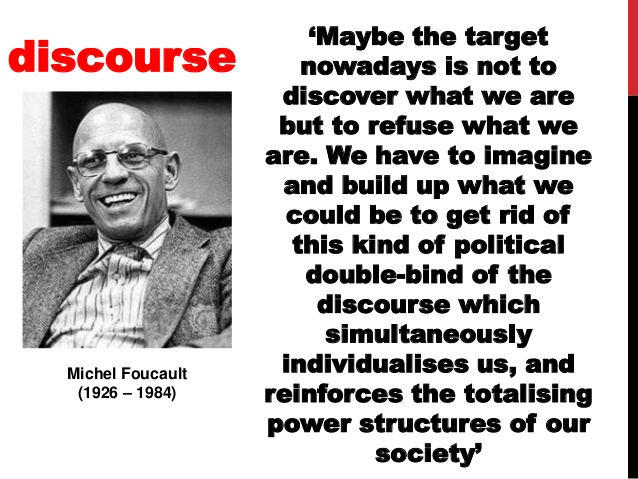 discourse
Michel Foucault
(1926 – 1984)
‘Maybe the target
nowadays is not to
discover what we are
but to refuse what we
are. We have to imagine
and build up what we
could be to get rid of
this kind of political
double-bind of the
discourse which
simultaneously
individualises us, and
reinforces the totalising
power structures of our
society’